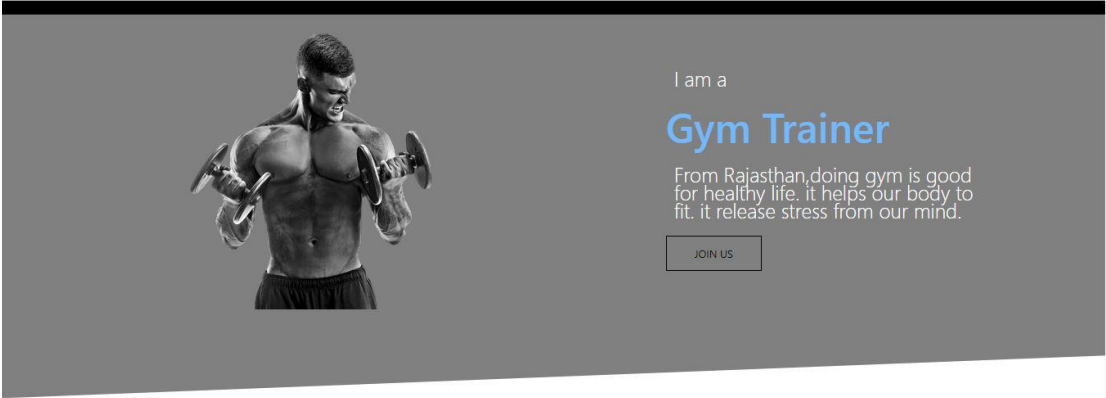 I am a
Gym Trainer
From Rajasthan,doing gym is good
for healthy life. it helps our body to
fit. it release stress from our mind.
JOIN US